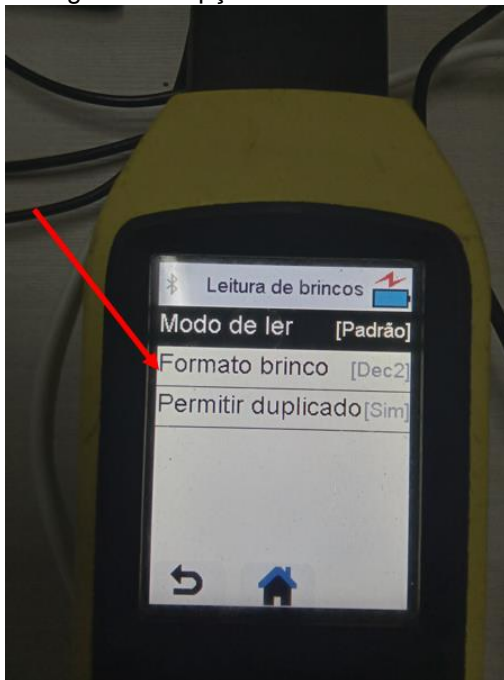 Leitura de brincos
Modo de ler [Padrão]
Formato brinco [Dec2]
Permitir duplicado[Sim]